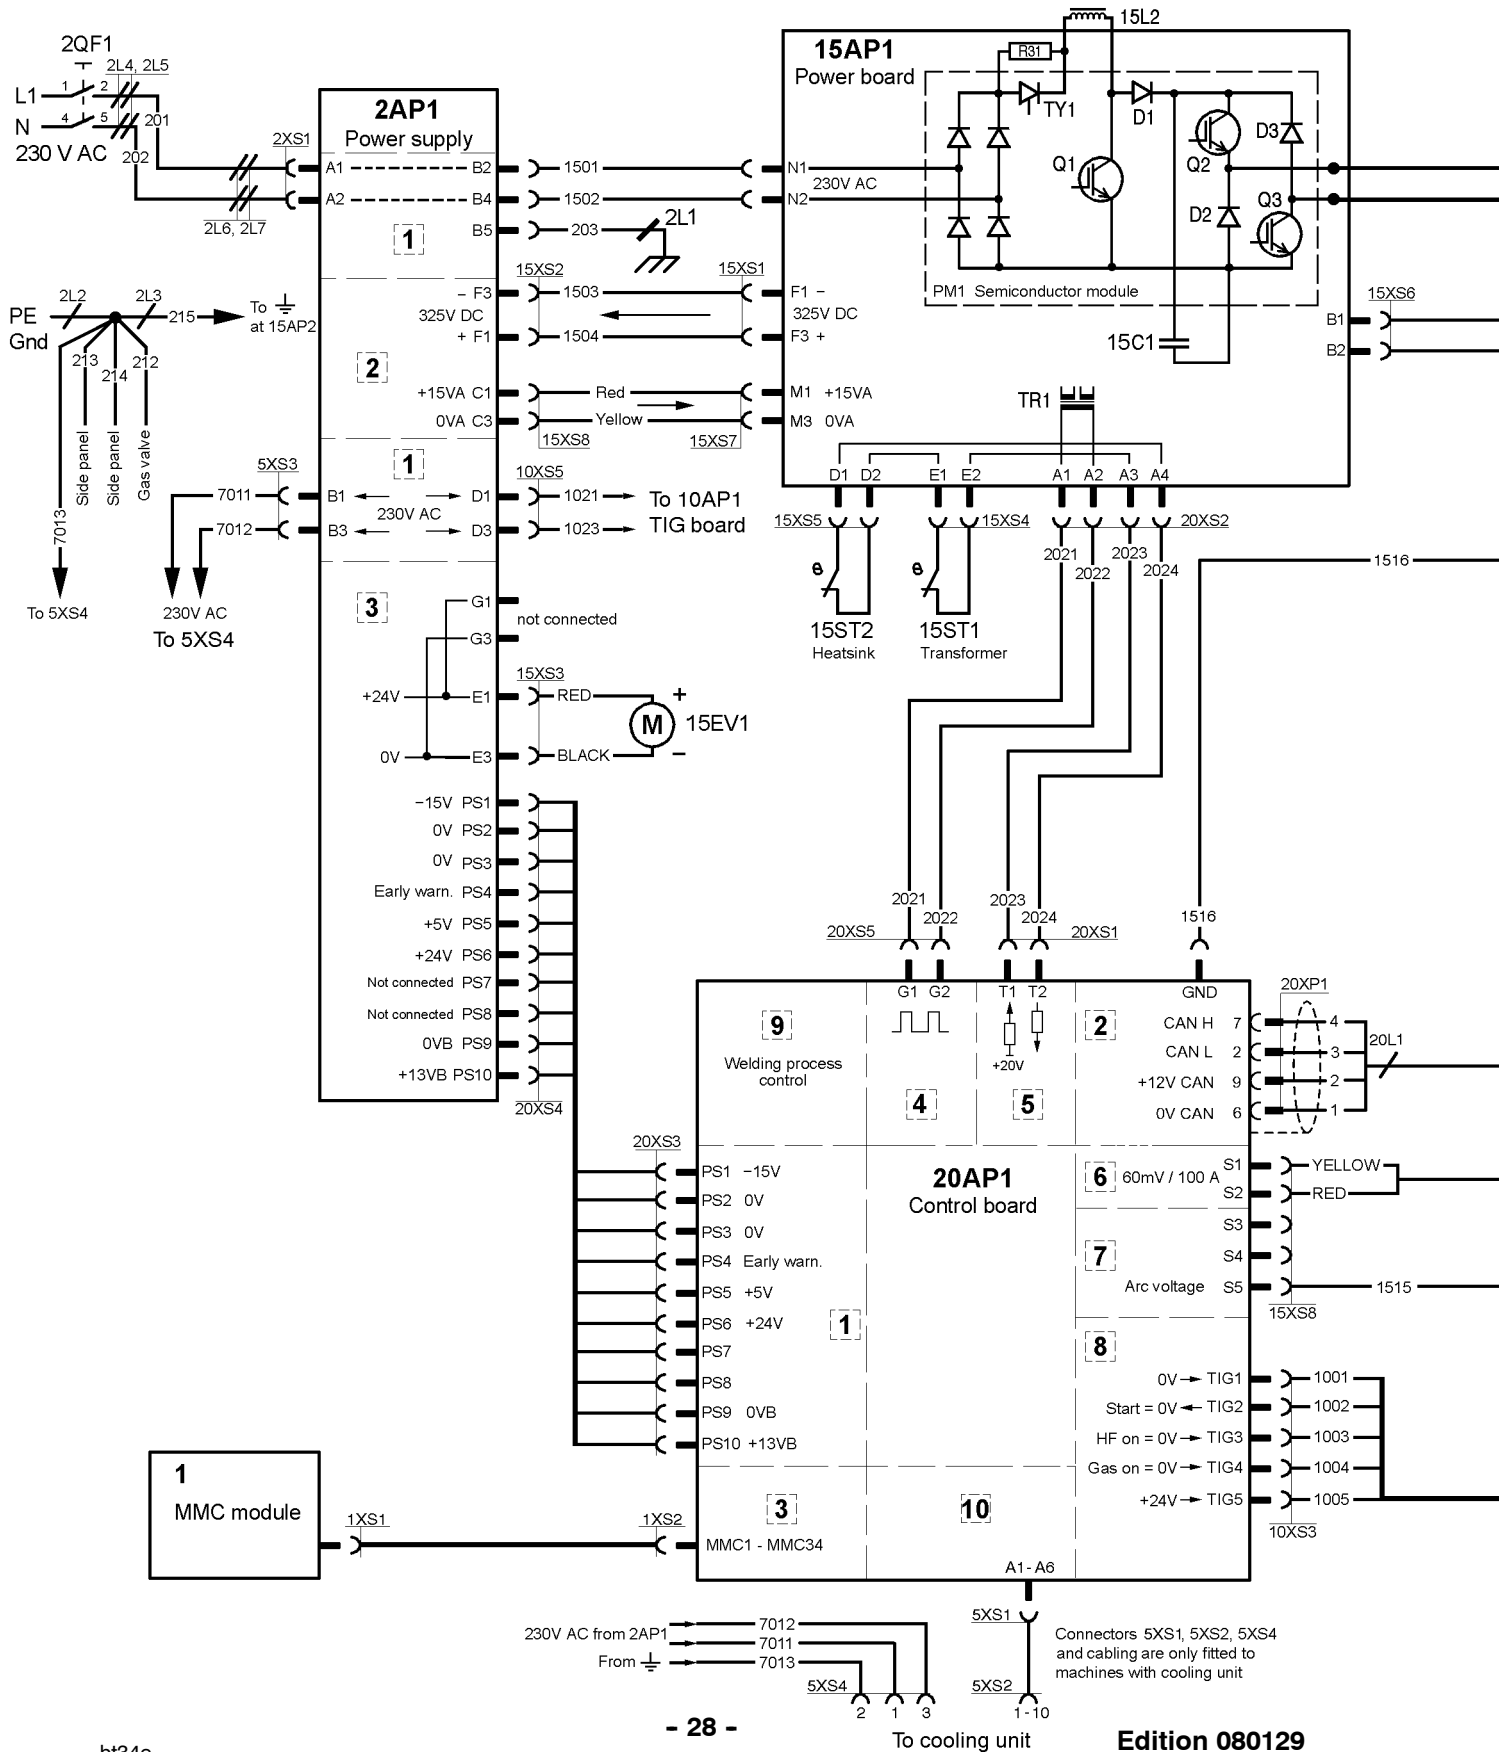 2QF1
2L4, 2L5
L1
1
2
N
4
5
201
230 V AC
202
2XS1
2L6, 2L7
2AP1
Power supply
A1
B2
1501
A2
B4
1502
1
B5
203
2L1
15XS2
15XS1
− F3
1503
F1 −
325V DC
325V DC
+ F1
1504
F3 +
2
+15VA C1
Red
M1 +15VA
0VA C3
Yellow
M3 0VA
15XS8
15XS7
PE
Gnd
2L2
2L3
215
To
at 15AP2
213
214
212
Side panel
Side panel
Gas valve
7013
To 5XS4
5XS3
7011
7012
230V AC
To 5XS4
1
B1
D1
230V AC
B3
D3
10XS5
1021
1023
To 10AP1
TIG board
3
G1
not connected
G3
15XS3
+24V
E1
RED
+
M
15EV1
0V
E3
BLACK
−
−15V PS1
0V PS2
0V PS3
Early warn. PS4
+5V PS5
+24V PS6
Not connected PS7
Not connected PS8
0VB PS9
+13VB PS10
20XS4
15AP1
Power board
15L2
R31
TY1
D1
Q1
Q2
D3
D2
Q3
N1
230V AC
N2
PM1 Semiconductor module
15C1
TR1
15XS6
B1
B2
D1 D2 E1 E2 A1 A2 A3 A4
15XS5
15XS4
20XS2
2021
2022
2023
2024
θ
θ
15ST2
Heatsink
15ST1
Transformer
1516
2021
2022
2023
2024
1516
20XS5
20XS1
G1 G2
T1 T2
GND
20XP1
9
Welding process
control
4
+20V
5
2
CAN H 7
4
CAN L 2
3
+12V CAN 9
2
0V CAN 6
1
20L1
20XS3
20AP1
Control board
6
60mV / 100 A
S1
YELLOW
S2
RED
S3
7
S4
Arc voltage S5
1515
15XS8
PS1 −15V
PS2 0V
PS3 0V
PS4 Early warn.
PS5 +5V
PS6 +24V
PS7
PS8
PS9 0VB
PS10 +13VB
1
8
0V TIG1
1001
Start = 0V TIG2
1002
HF on = 0V TIG3
1003
Gas on = 0V TIG4
1004
+24V TIG5
1005
10XS3
1
MMC module
1XS1
1XS2
3
MMC1 - MMC34
10
A1- A6
230V AC from 2AP1
7012
7011
From
7013
5XS4
2 1 3
5XS1
5XS2
1 - 10
Connectors 5XS1, 5XS2, 5XS4
and cabling are only fitted to
machines with cooling unit
To cooling unit
- 28 -
Edition 080129